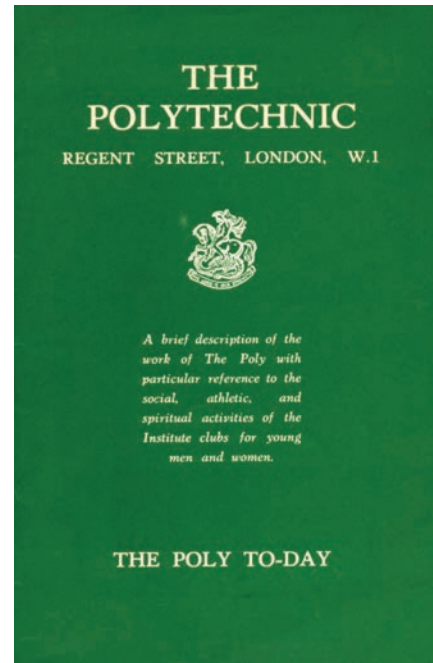 THE
POLYTECHNIC
REGENT STREET, LONDON, W.1
A brief description of the
work of The Poly with
particular reference to the
social, athletic, and
spiritual activities of the
Institute clubs for young
men and women.
THE POLY TO-DAY